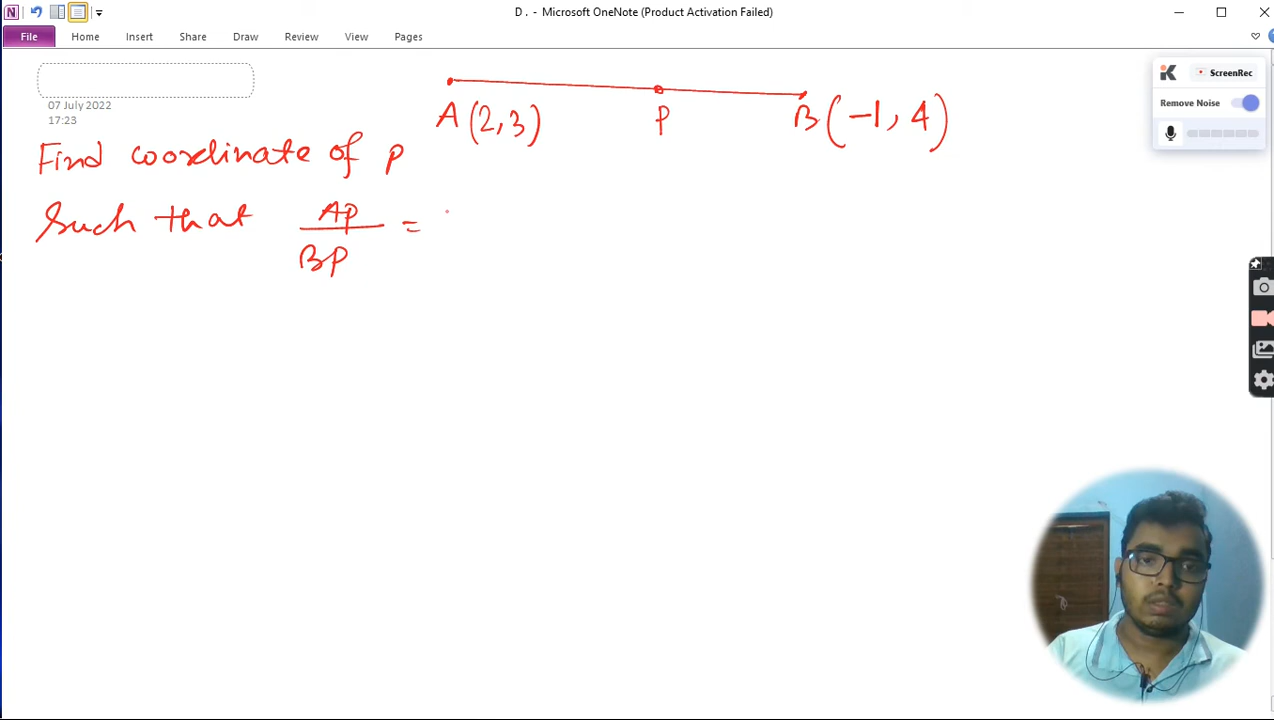 D . - Microsoft OneNote (Product Activation Failed)
File Home Insert Share Draw Review View Pages
ScreenRec
Remove Noise
07 July 2022
17:23
A(2,3) P B(-1, 4)
Find coordinate of P
Such that AP/BP =